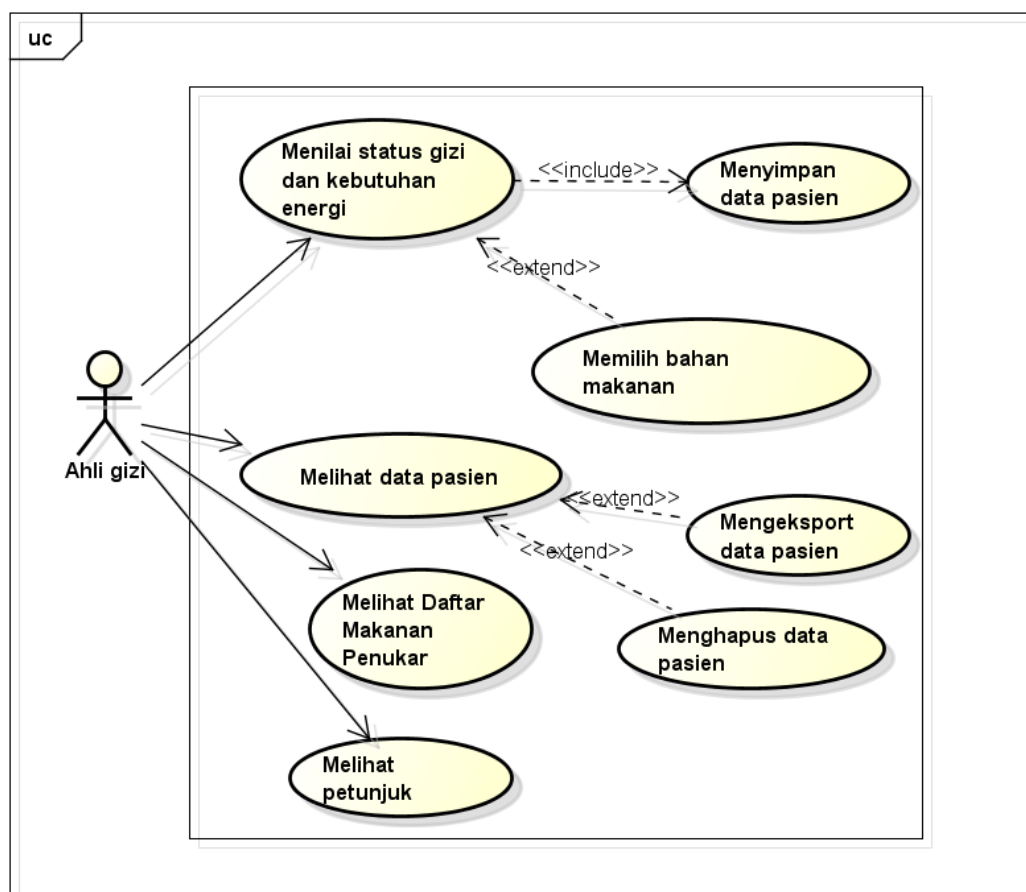 uc
Menilai status gizi
dan kebutuhan
energi
<<include>>
Menyimpan
data pasien
<<extend>>
Memilih bahan
makanan
Ahli gizi
Melihat data pasien
<<extend>>
Mengeksport
data pasien
<<extend>>
Melihat Daftar
Makanan
Penukar
Menghapus data
pasien
Melihat
petunjuk